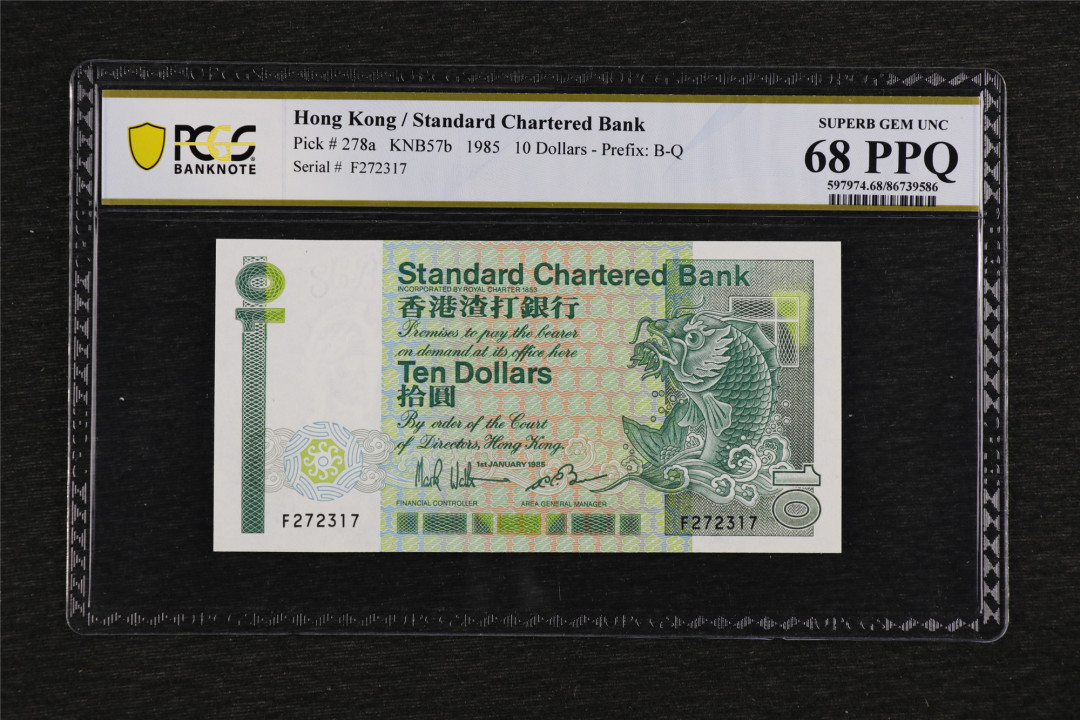 PCGS
BANKNOTE
Hong Kong / Standard Chartered Bank
Pick # 278a KNB57b 1985 10 Dollars - Prefix: B-Q
Serial # F272317
SUPERB GEM UNC
68 PPQ
597974.68/86739586
Standard Chartered Bank
INCORPORATED BY ROYAL CHARTER 1853
香港渣打銀行
Promises to pay the bearer
on demand at its office here
Ten Dollars
拾圓
By order of the Court
of Directors, Hong Kong.
1st JANUARY 1985
FINANCIAL CONTROLLER AREA GENERAL MANAGER
F272317
F272317
10
10